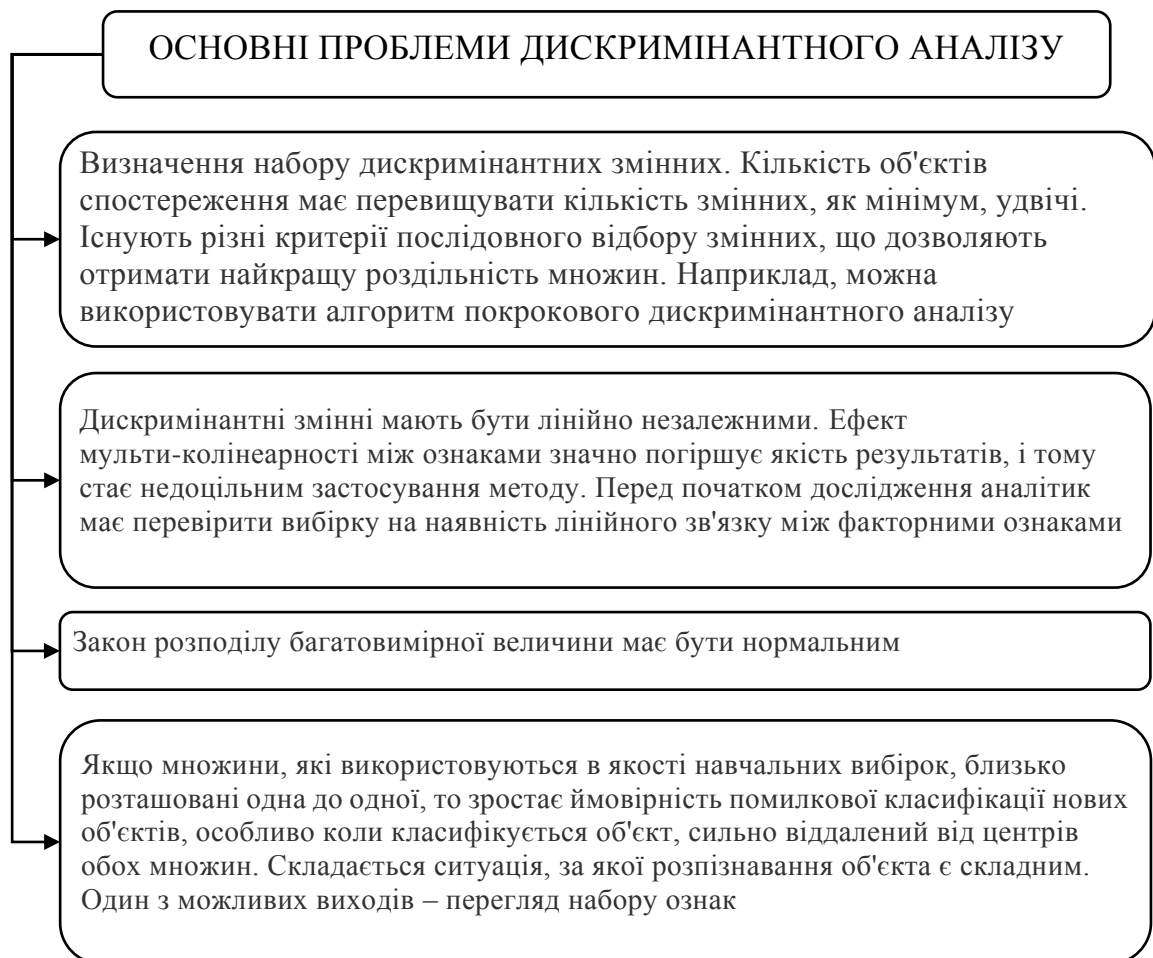 ОСНОВНІ ПРОБЛЕМИ ДИСКРИМІНАНТНОГО АНАЛІЗУ
Визначення набору дискримінантних змінних. Кількість об'єктів
спостереження має перевищувати кількість змінних, як мінімум, удвічі.
Існують різні критерії послідовного відбору змінних, що дозволяють
отримати найкращу роздільність множин. Наприклад, можна
використовувати алгоритм покрокового дискримінантного аналізу
Дискримінантні змінні мають бути лінійно незалежними. Ефект
мульти-колінеарності між ознаками значно погіршує якість результатів, і тому
стає недоцільним застосування методу. Перед початком дослідження аналітик
має перевірити вибірку на наявність лінійного зв'язку між факторними ознаками
Закон розподілу багатовимірної величини має бути нормальним
Якщо множини, які використовуються в якості навчальних вибірок, близько
розташовані одна до одної, то зростає ймовірність помилкової класифікації нових
об'єктів, особливо коли класифікується об'єкт, сильно віддалений від центрів
обох множин. Складається ситуація, за якої розпізнавання об'єкта є складним.
Один з можливих виходів – перегляд набору ознак